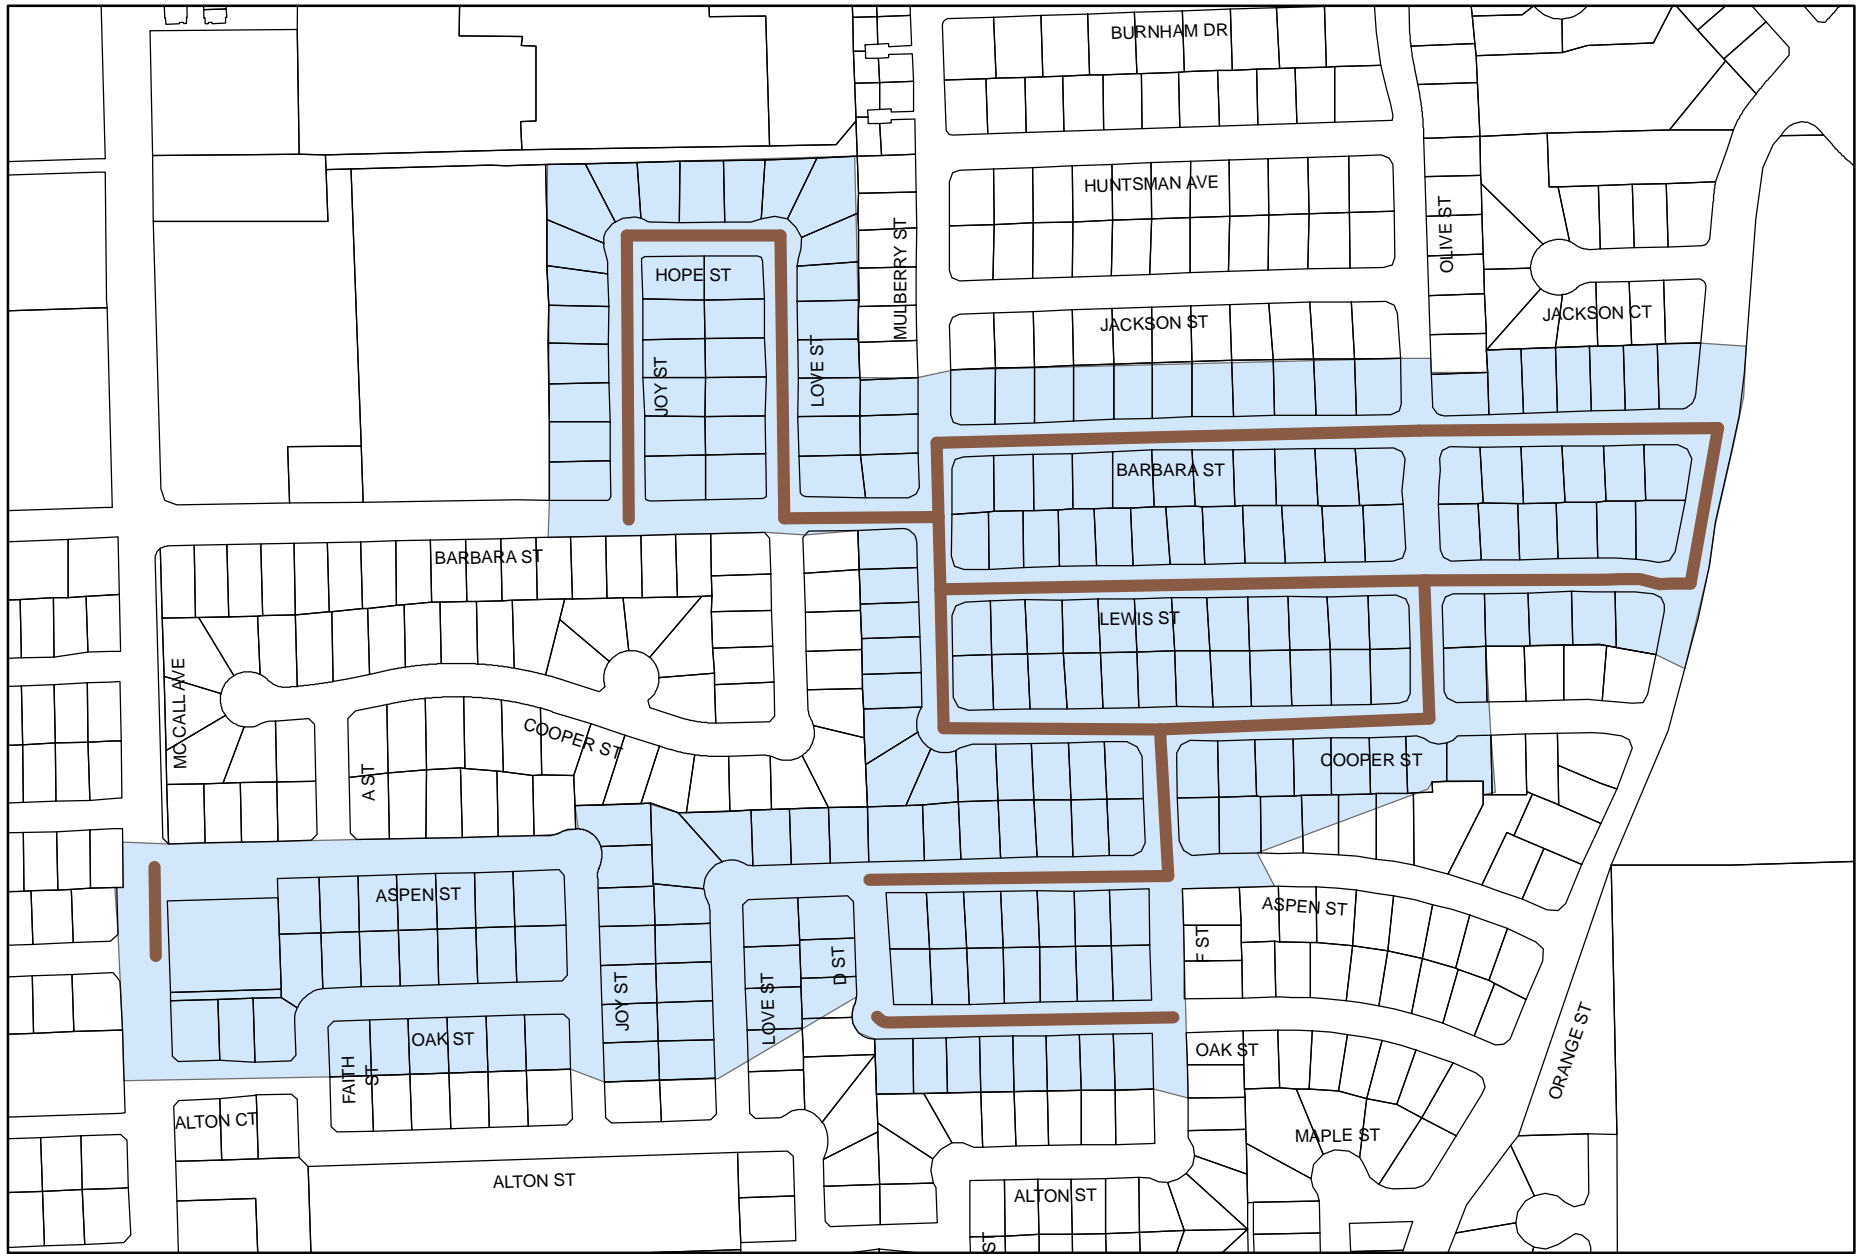 BURNHAM DR
HUNTSMAN AVE
MULBERRY ST
OLIVE ST
HOPE ST
JACKSON ST
JACKSON CT
JOY ST
LOVE ST
BARBARA ST
BARBARA ST
LEWIS ST
MC CALL AVE
COOPER ST
COOPER ST
A ST
ASPEN ST
ASPEN ST
F ST
D ST
JOY ST
LOVE ST
OAK ST
OAK ST
ORANGE ST
FAITH
ST
ALTON CT
MAPLE ST
ALTON ST
ALTON ST
ST